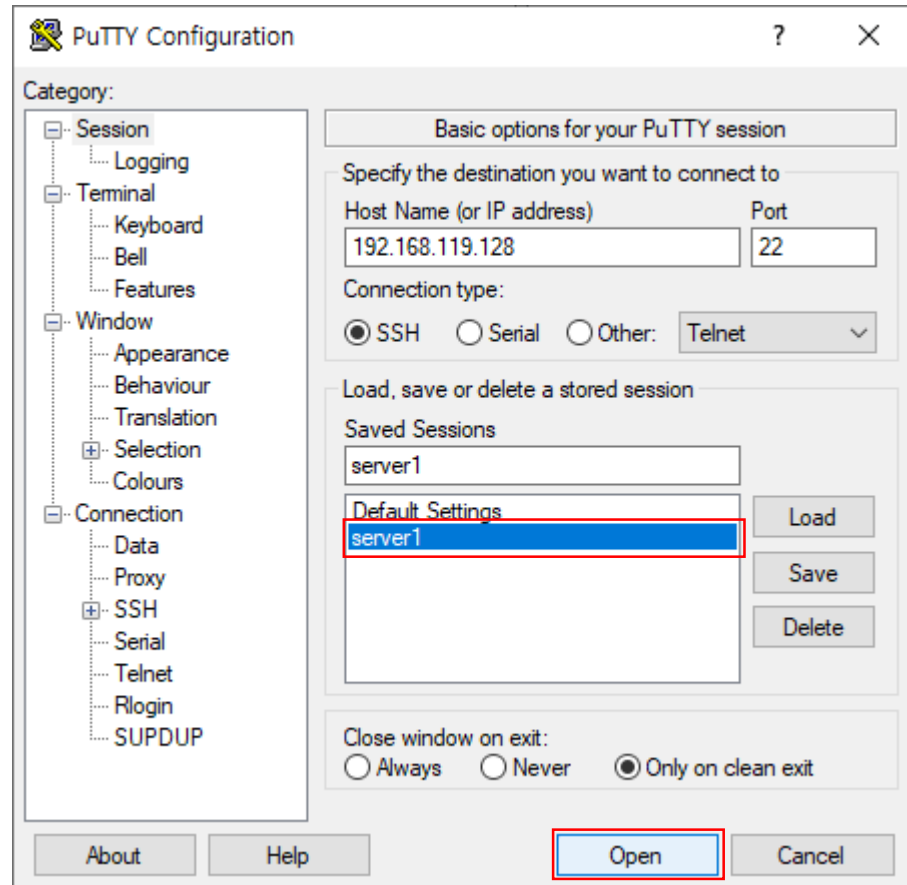 PuTTY Configuration
?
Category:
Session
Logging
Terminal
Keyboard
Bell
Features
Window
Appearance
Behaviour
Translation
Selection
Colours
Connection
Data
Proxy
SSH
Serial
Telnet
Rlogin
SUPDUP
Basic options for your PuTTY session
Specify the destination you want to connect to
Host Name (or IP address) Port
192.168.119.128 22
Connection type:
SSH Serial Other: Telnet
Load, save or delete a stored session
Saved Sessions
server1
Default Settings
server1
Load
Save
Delete
Close window on exit:
Always Never Only on clean exit
About Help Open Cancel